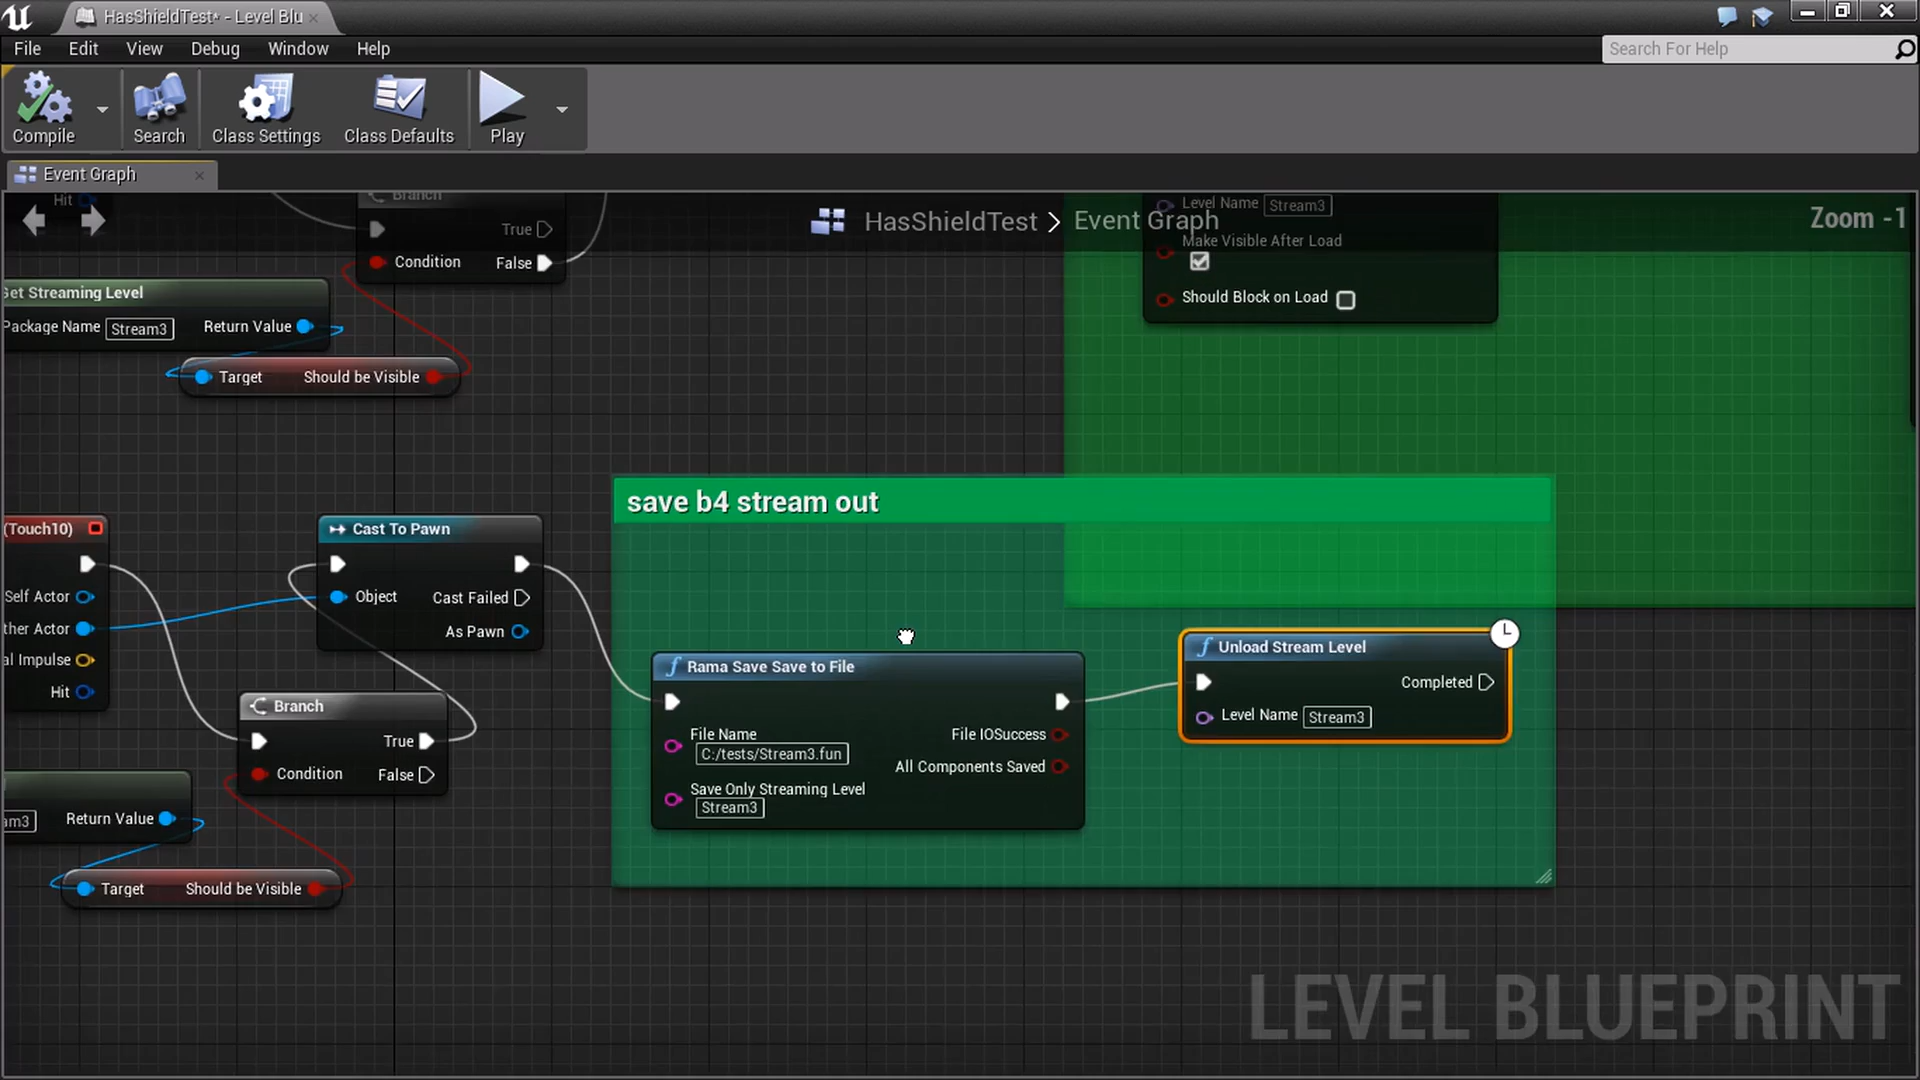 HasShieldTest* - Level Blu
File Edit View Debug Window Help
Search For Help
Compile Search Class Settings Class Defaults Play
Event Graph
Hit
Branch
True
Condition False
HasShieldTest > Event Graph
Zoom -1
Level Name Stream3
Make Visible After Load
Should Block on Load
Get Streaming Level
Package Name Stream3 Return Value
Target Should be Visible
save b4 stream out
(Touch10)
Self Actor
ther Actor
al Impulse
Hit
Cast To Pawn
Object Cast Failed
As Pawn
Branch
True
Condition False
am3 Return Value
Target Should be Visible
Rama Save Save to File
File Name File IOSuccess
C:/tests/Stream3.fun
All Components Saved
Save Only Streaming Level
Stream3
Unload Stream Level
Completed
Level Name Stream3
LEVEL BLUEPRINT